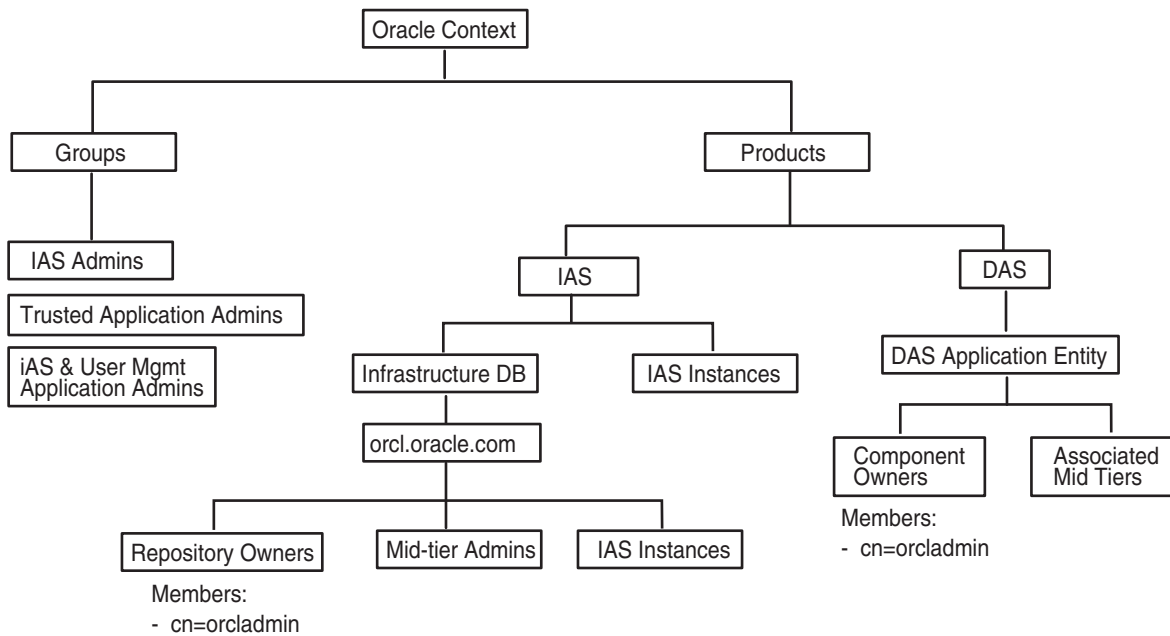 Oracle Context
Groups
Products
IAS Admins
Trusted Application Admins
iAS & User Mgmt
Application Admins
IAS
DAS
Infrastructure DB
IAS Instances
DAS Application Entity
orcl.oracle.com
Component
Owners
Associated
Mid Tiers
Members:
- cn=orcladmin
Repository Owners
Mid-tier Admins
IAS Instances
Members:
- cn=orcladmin